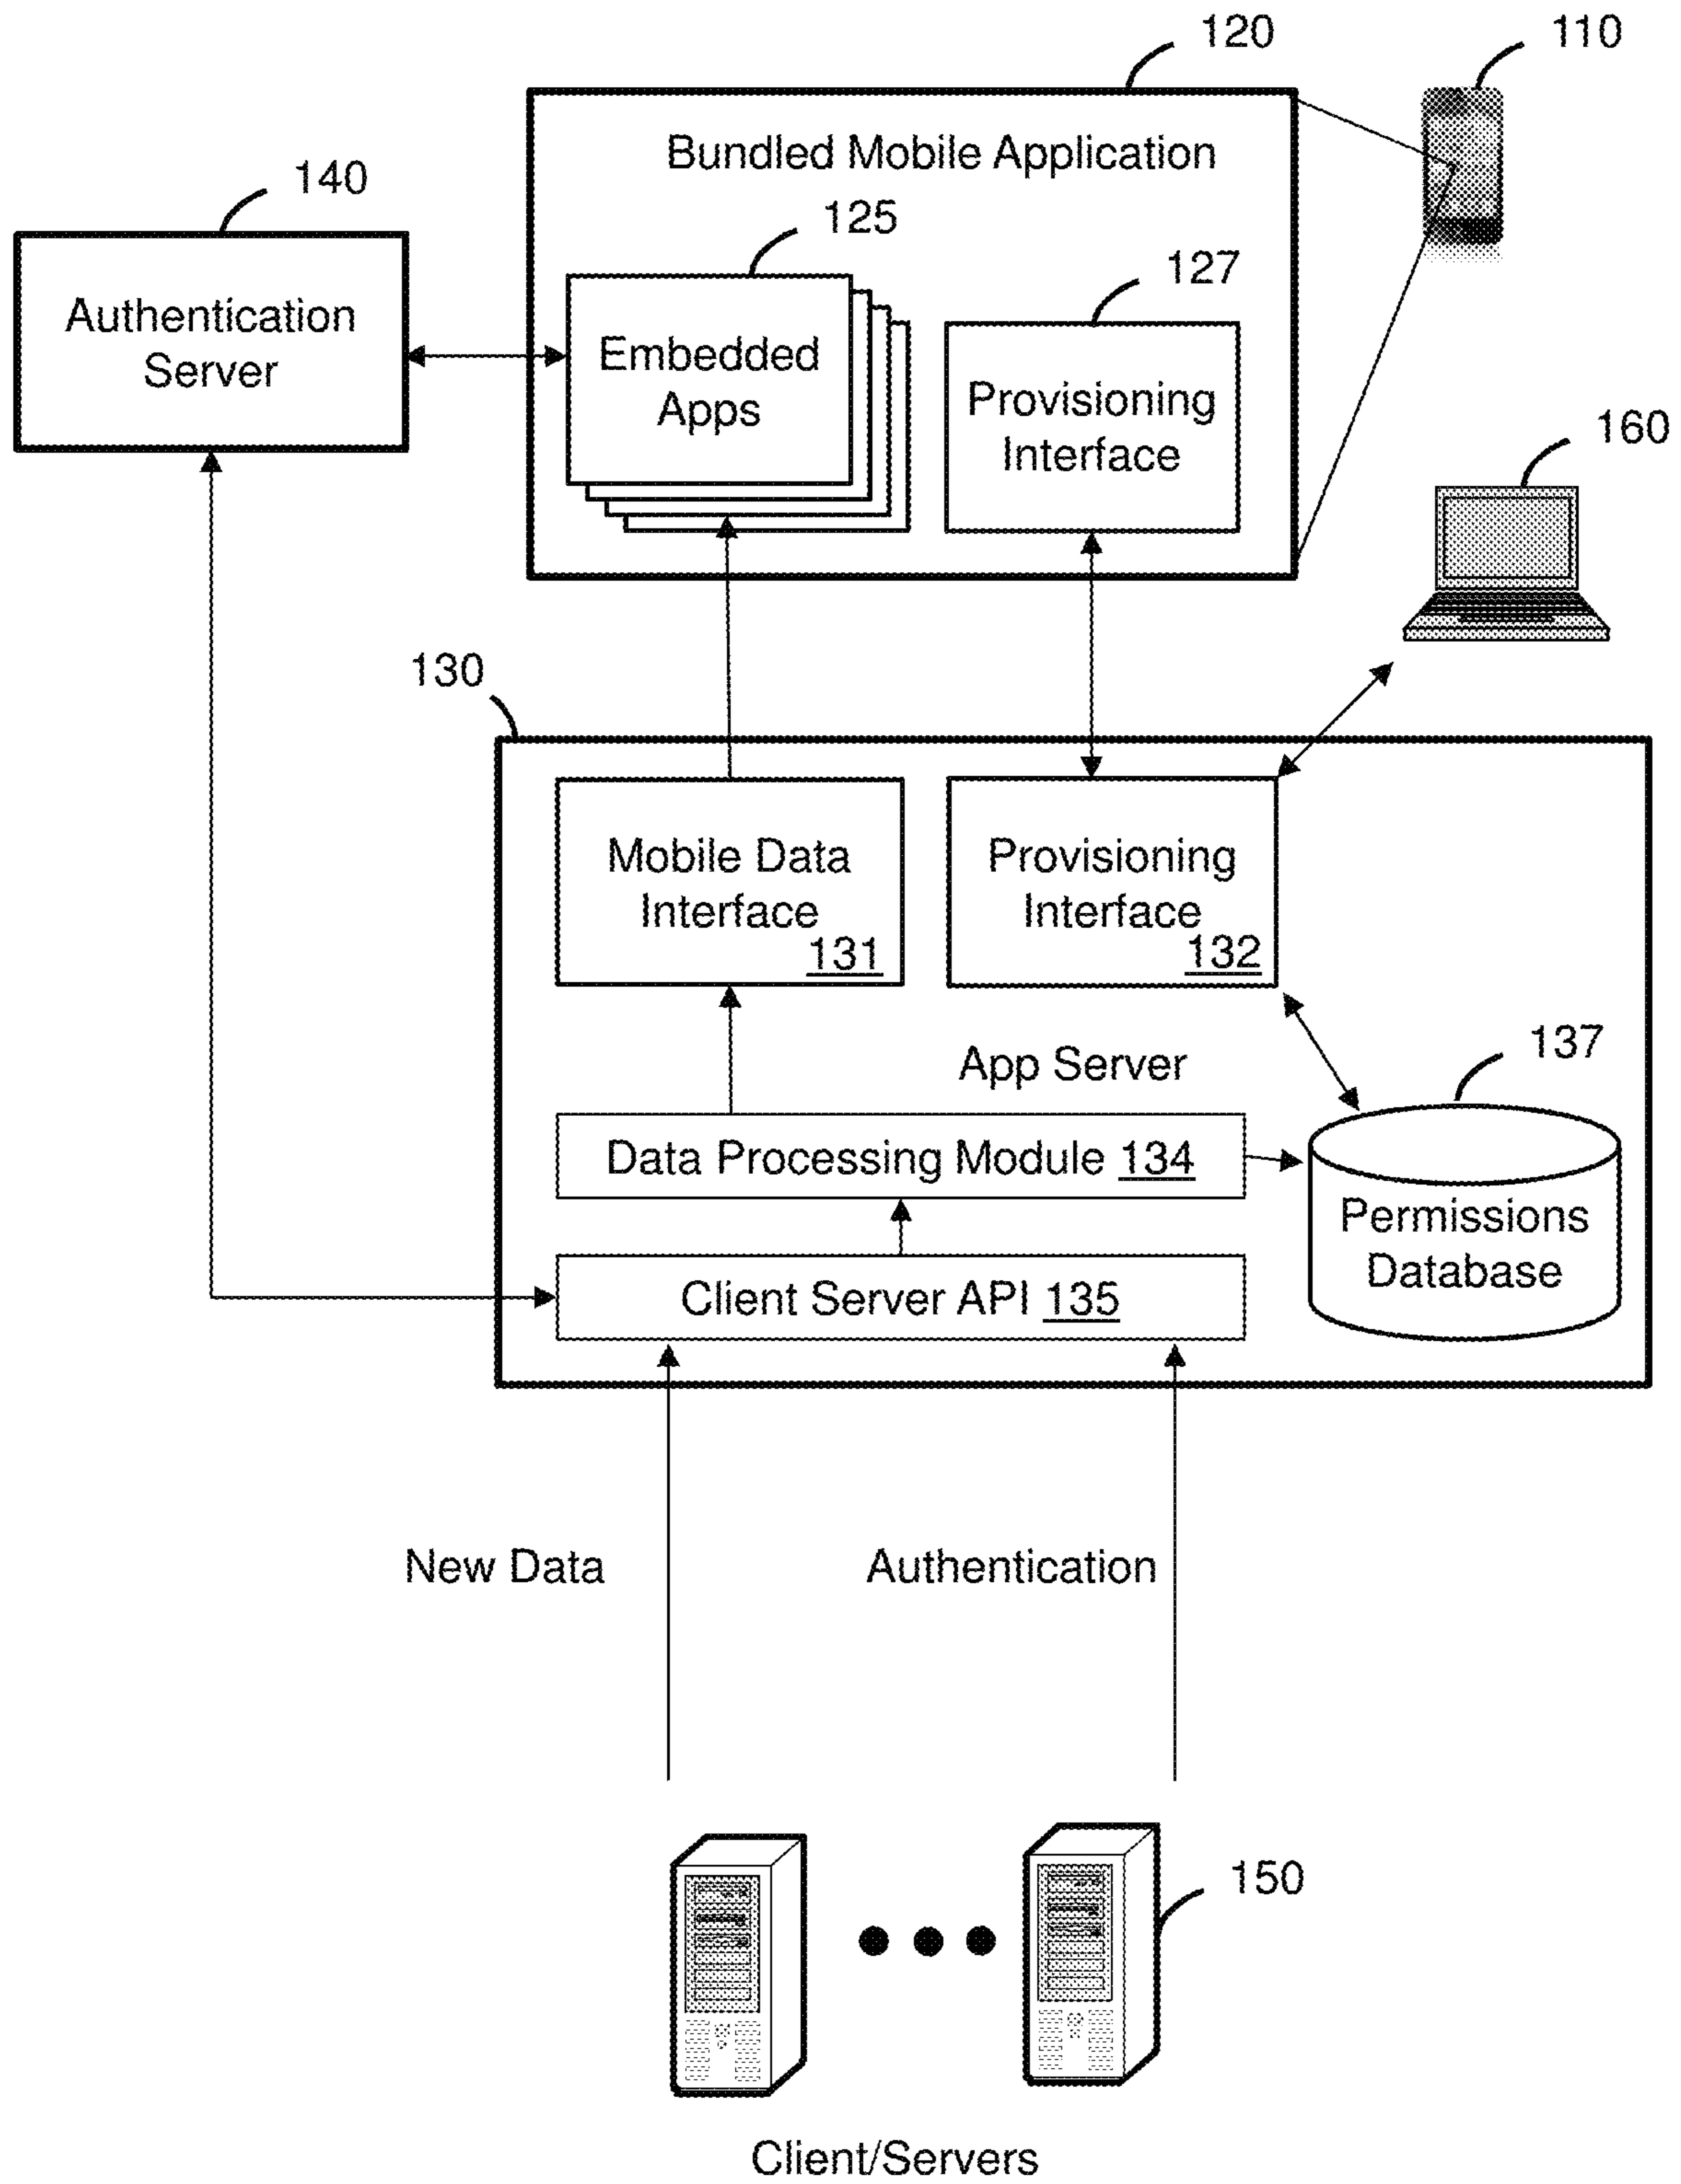 120
110
Bundled Mobile Application
140
125
127
Authentication
Server
Embedded
Apps
Provisioning
Interface
160
130
Mobile Data
Interface
131
Provisioning
Interface
132
App Server
137
Data Processing Module 134
Permissions
Database
Client Server API 135
New Data
Authentication
150
Client/Servers